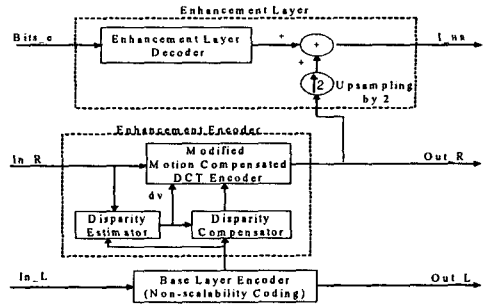 Enhancement Layer
Bits_e
Enhancement Layer
Decoder
+
+
+
2
Upsampling
by 2
Enhancement Encoder
In_R
Modified
Motion Compensated
DCT Encoder
Out_R
dv
Disparity
Estimator
Disparity
Compensator
In_L
Base Layer Encoder
(Non-scalability Coding)
Out_L